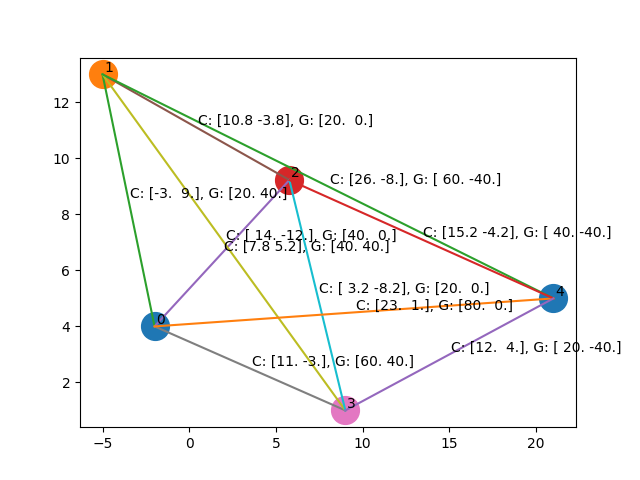 1
C: [10.8 -3.8], G: [20.  0.]
2
C: [26. -8.], G: [ 60. -40.]
C: [-3.  9.], G: [20. 40.]
C: [15.2 -4.2], G: [ 40. -40.]
C: [ 14. -12.], G: [40.  0.]
C: [7.8 5.2], G: [40. 40.]
C: [ 3.2 -8.2], G: [20.  0.]
4
C: [23.  1.], G: [80.  0.]
0
C: [12.  4.], G: [ 20. -40.]
C: [11. -3.], G: [60. 40.]
3
12
10
8
6
4
2
−5 0 5 10 15 20